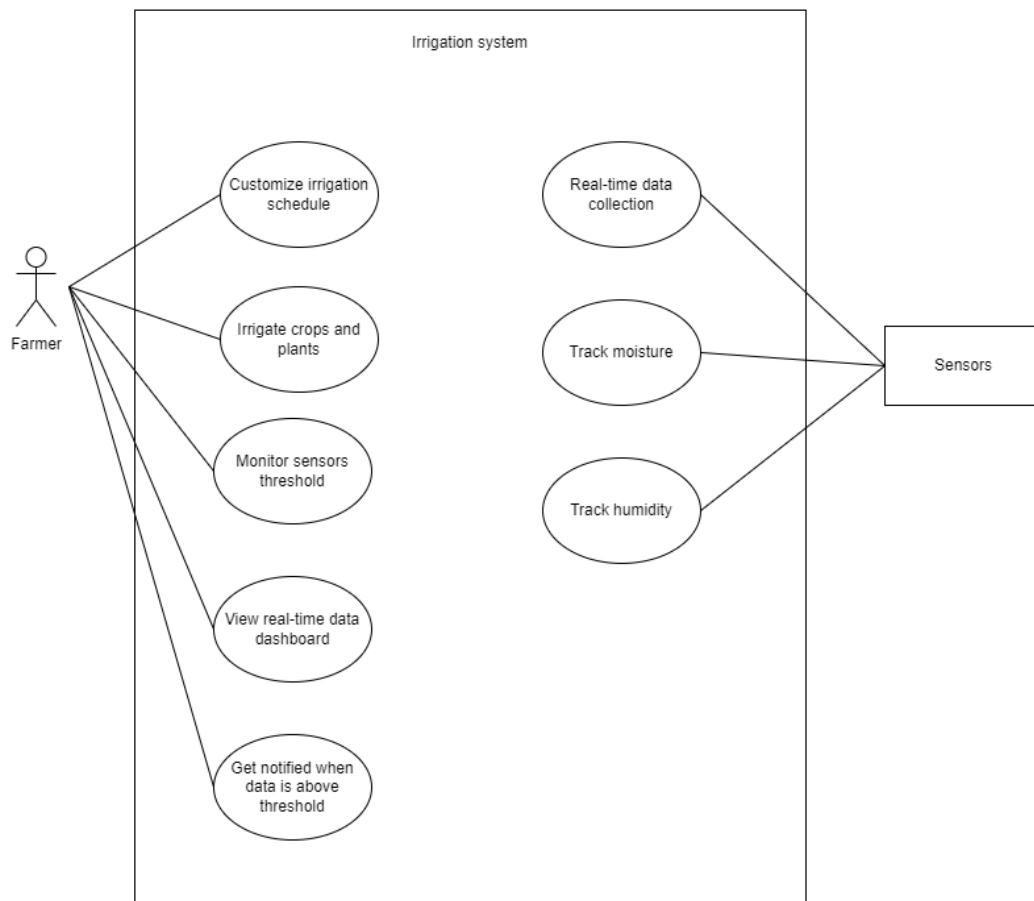 Irrigation system
Customize irrigation
schedule
Real-time data
collection
Farmer
Irrigate crops and
plants
Track moisture
Sensors
Monitor sensors
threshold
Track humidity
View real-time data
dashboard
Get notified when
data is above
threshold